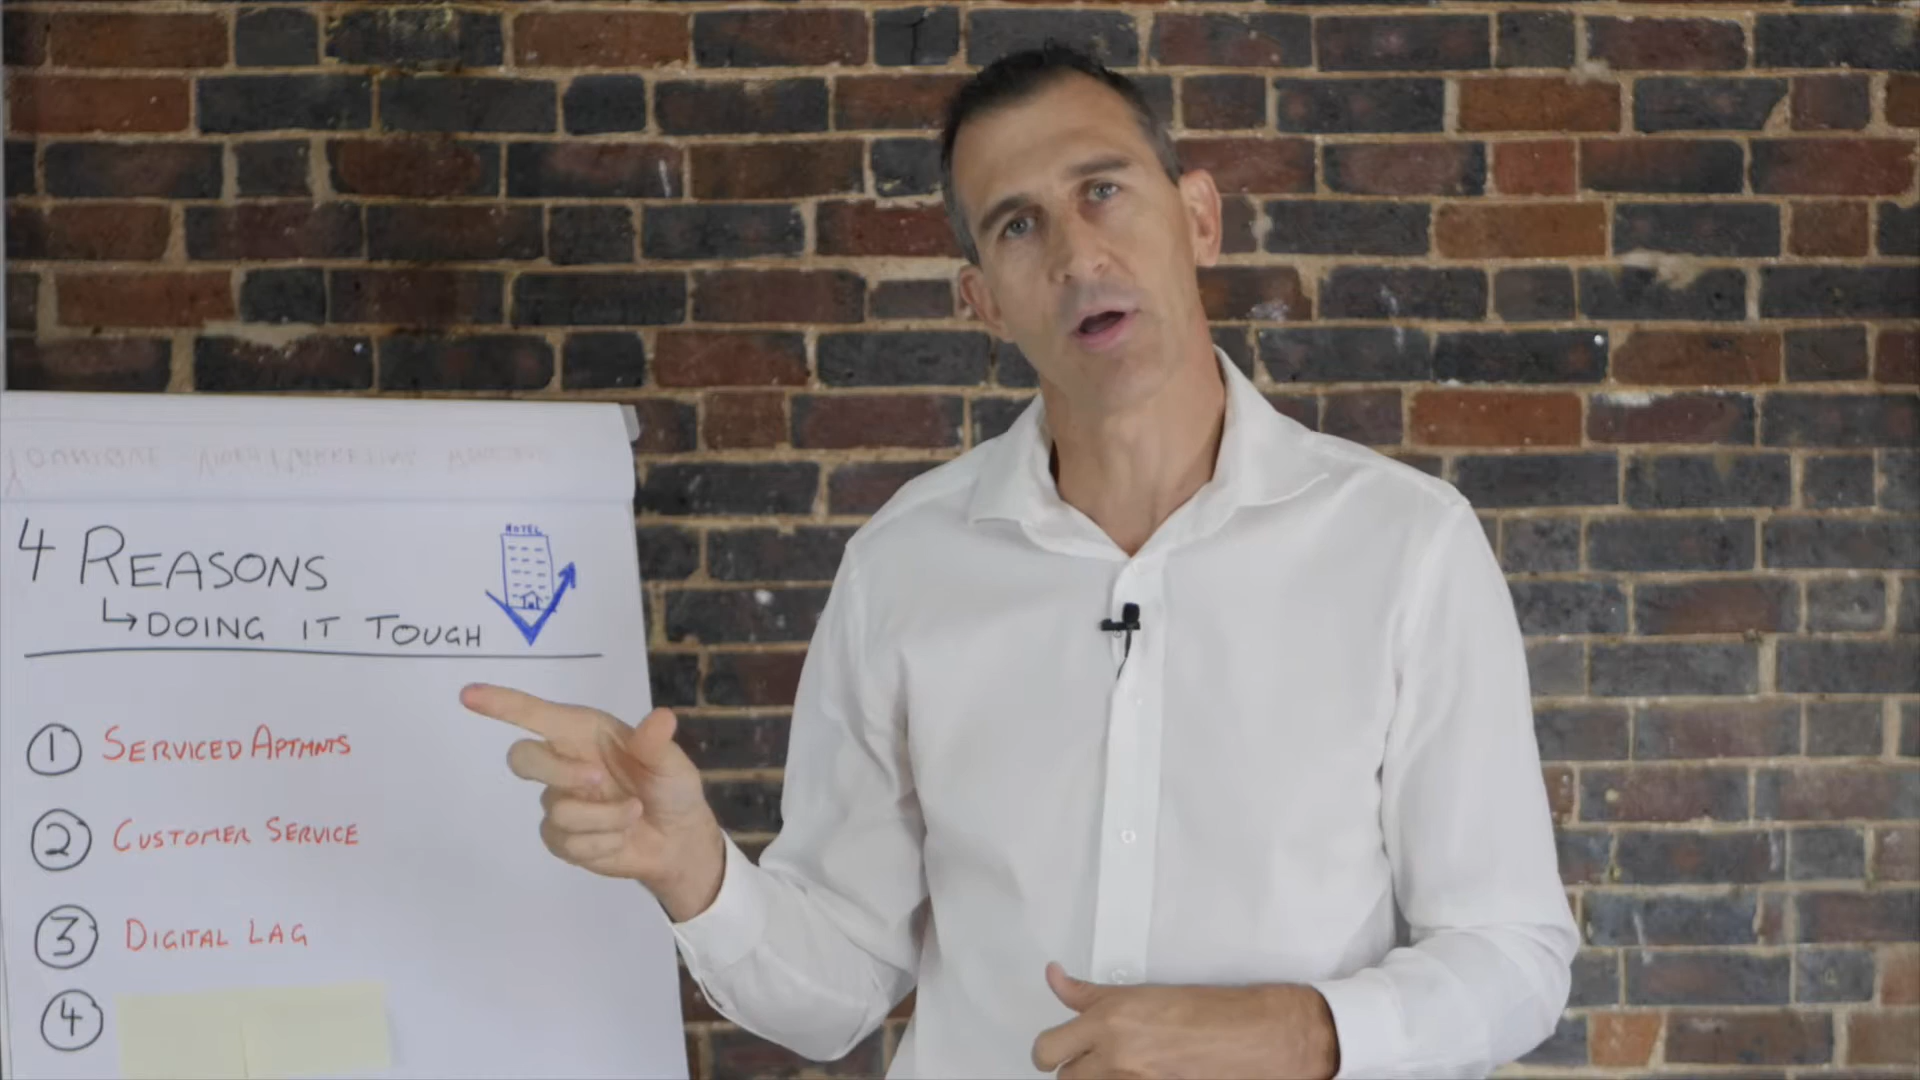 4 REASONS
HOTEL
↳ DOING IT TOUGH
1 SERVICED APTMNTS
2 CUSTOMER SERVICE
3 DIGITAL LAG
4